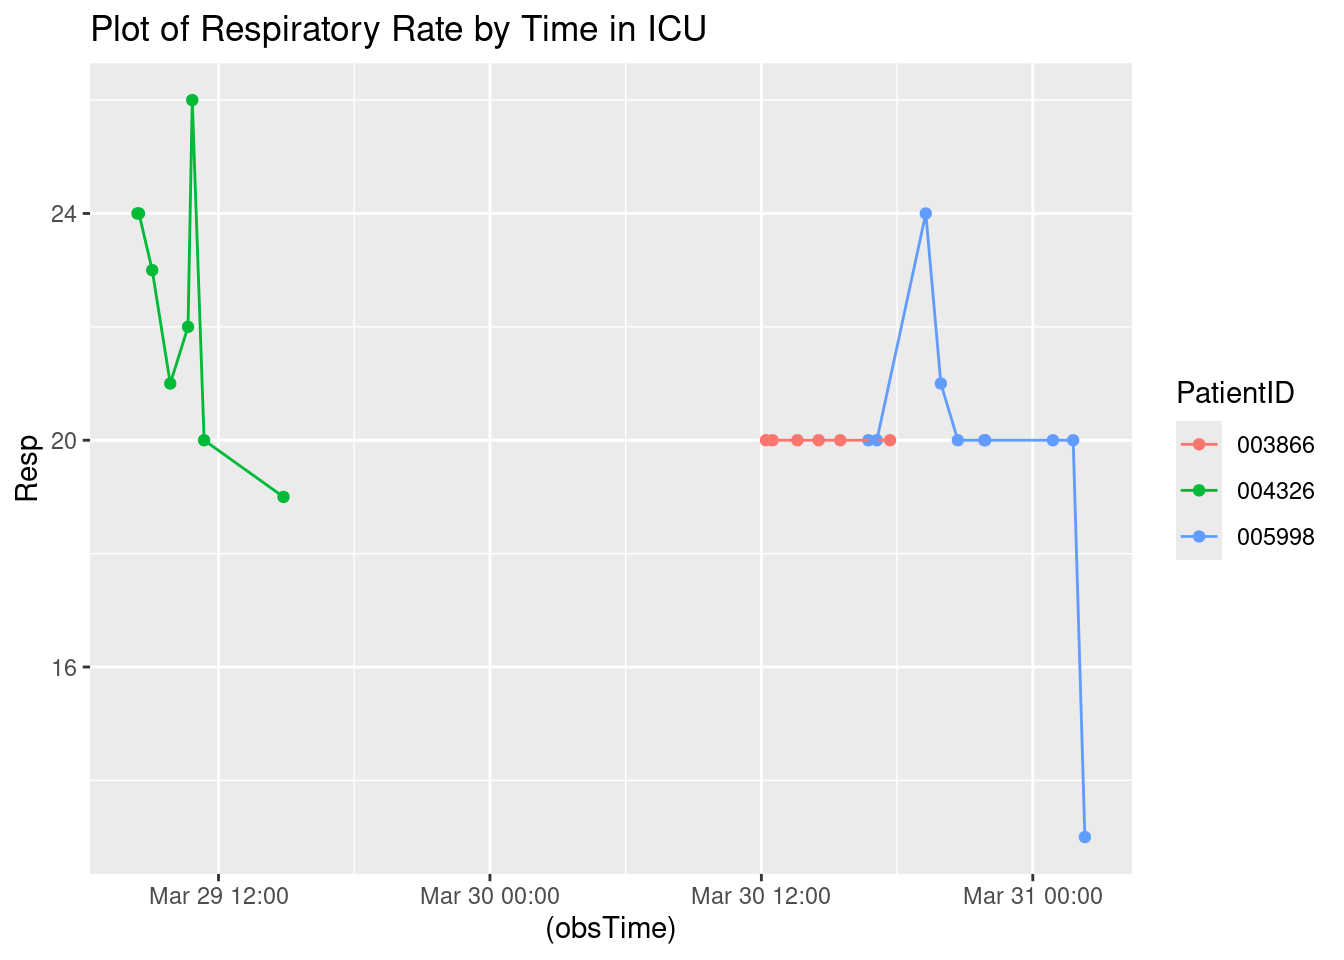 Plot of Respiratory Rate by Time in ICU
Resp
24
20
16
Mar 29 12:00
Mar 30 00:00
Mar 30 12:00
Mar 31 00:00
(obsTime)
PatientID
003866
004326
005998